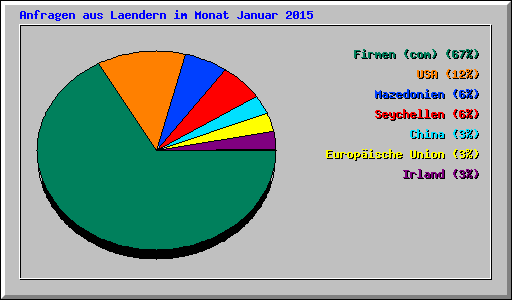 Anfragen aus Laendern im Monat Januar 2015
Firmen (com) (67%)
USA (12%)
Mazedonien (6%)
Seychellen (6%)
China (3%)
Europäische Union (3%)
Irland (3%)